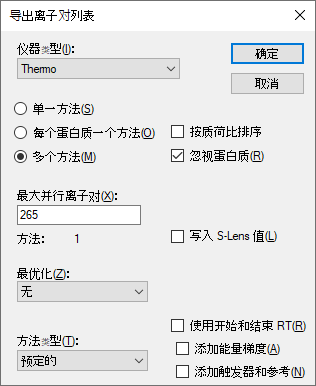 导出离子对列表
仪器类型(I):
Thermo
确定
取消
单一方法(S)
每个蛋白质一个方法(O)
按质荷比排序
多个方法(M)
忽视蛋白质(R)
最大并行离子对(X):
265
方法: 1
写入 S-Lens 值(L)
最优化(Z):
无
使用开始和结束 RT(R)
方法类型(T):
添加能量梯度(A)
预定的
添加触发器和参考(N)